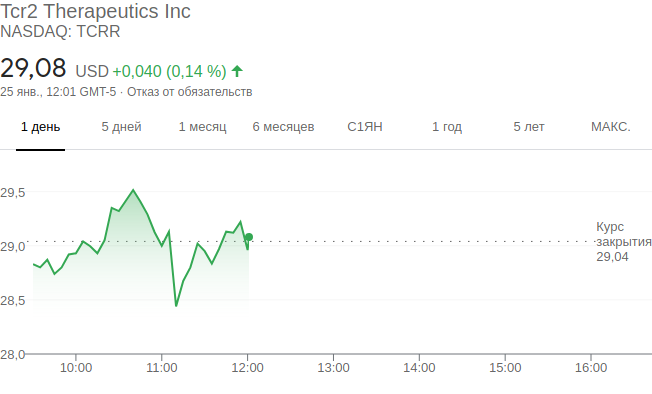 Tcr2 Therapeutics Inc
NASDAQ: TCRR
29,08 USD +0,040 (0,14 %)
25 янв., 12:01 GMT-5 · Отказ от обязательств
1 день 5 дней 1 месяц 6 месяцев С1ЯН 1 год 5 лет МАКС.
29,5
29,0
28,5
28,0
Курс
закрытия
29,04
10:00 11:00 12:00 13:00 14:00 15:00 16:00